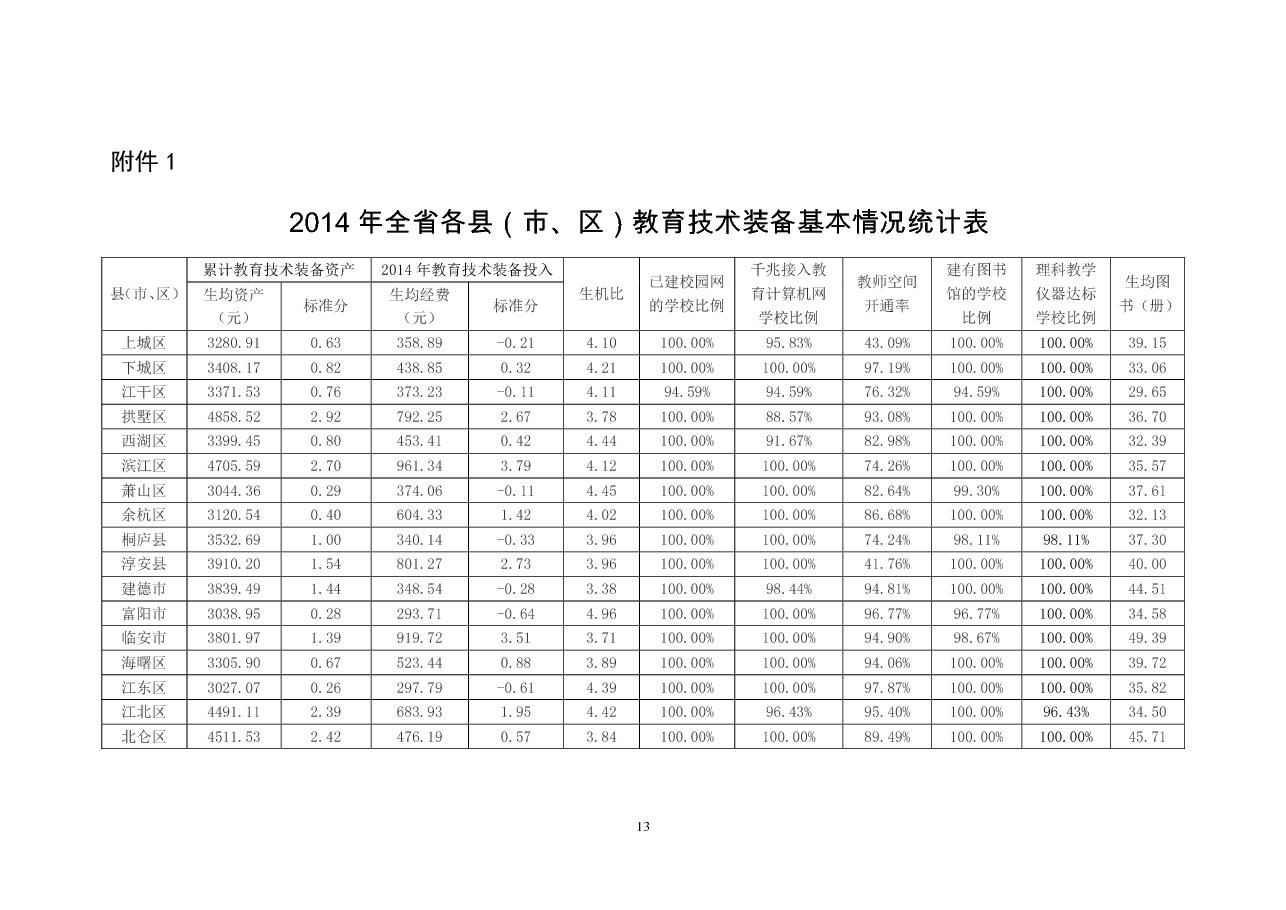 附件 1
2014 年全省各县（市、区）教育技术装备基本情况统计表
县（市、区） 累计教育技术装备资产 2014 年教育技术装备投入 生机比 已建校园网的学校比例 千兆接入教育计算机网学校比例 教师空间开通率 建有图书馆的学校比例 理科教学仪器达标学校比例 生均图书（册）
生均资产（元） 标准分 生均经费（元） 标准分
上城区 3280.91 0.63 358.89 -0.21 4.10 100.00% 95.83% 43.09% 100.00% 100.00% 39.15
下城区 3408.17 0.82 438.85 0.32 4.21 100.00% 100.00% 97.19% 100.00% 100.00% 33.06
江干区 3371.53 0.76 373.23 -0.11 4.11 94.59% 94.59% 76.32% 94.59% 100.00% 29.65
拱墅区 4858.52 2.92 792.25 2.67 3.78 100.00% 88.57% 93.08% 100.00% 100.00% 36.70
西湖区 3399.45 0.80 453.41 0.42 4.44 100.00% 91.67% 82.98% 100.00% 100.00% 32.39
滨江区 4705.59 2.70 961.34 3.79 4.12 100.00% 100.00% 74.26% 100.00% 100.00% 35.57
萧山区 3044.36 0.29 374.06 -0.11 4.45 100.00% 100.00% 82.64% 99.30% 100.00% 37.61
余杭区 3120.54 0.40 604.33 1.42 4.02 100.00% 100.00% 86.68% 100.00% 100.00% 32.13
桐庐县 3532.69 1.00 340.14 -0.33 3.96 100.00% 100.00% 74.24% 98.11% 98.11% 37.30
淳安县 3910.20 1.54 801.27 2.73 3.96 100.00% 100.00% 41.76% 100.00% 100.00% 40.00
建德市 3839.49 1.44 348.54 -0.28 3.38 100.00% 98.44% 94.81% 100.00% 100.00% 44.51
富阳市 3038.95 0.28 293.71 -0.64 4.96 100.00% 100.00% 96.77% 96.77% 100.00% 34.58
临安市 3801.97 1.39 919.72 3.51 3.71 100.00% 100.00% 94.90% 98.67% 100.00% 49.39
海曙区 3305.90 0.67 523.44 0.88 3.89 100.00% 100.00% 94.06% 100.00% 100.00% 39.72
江东区 3027.07 0.26 297.79 -0.61 4.39 100.00% 100.00% 97.87% 100.00% 100.00% 35.82
江北区 4491.11 2.39 683.93 1.95 4.42 100.00% 96.43% 95.40% 100.00% 96.43% 34.50
北仑区 4511.53 2.42 476.19 0.57 3.84 100.00% 100.00% 89.49% 100.00% 100.00% 45.71
13